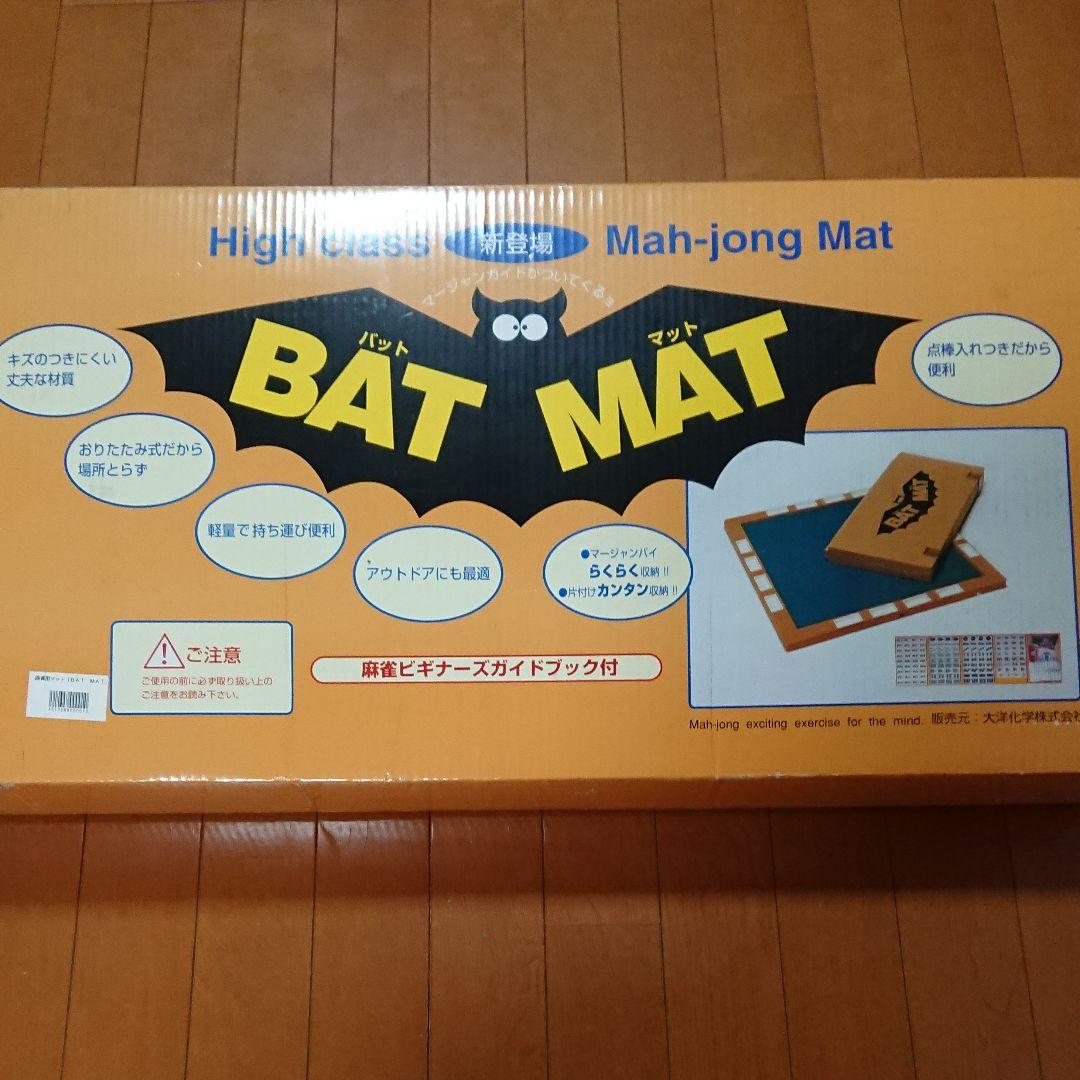 High class 新登場 Mah-jong Mat
マージャンガイドがついてくるョ
バット マット
BAT MAT
キズのつきにくい
丈夫な材質
おりたたみ式だから
場所とらず
軽量で持ち運び便利
アウトドアにも最適
●マージャンパイ
らくらく収納!!
●片付けカンタン収納!!
点棒入れつきだから
便利
BAT MAT
⚠ご注意
ご使用の前に必ず取り扱い上の
ご注意をお読み下さい。
麻雀ビギナーズガイドブック付
Mah-jong exciting exercise for the mind. 販売元:大洋化学株式会社
(BAT MAT)